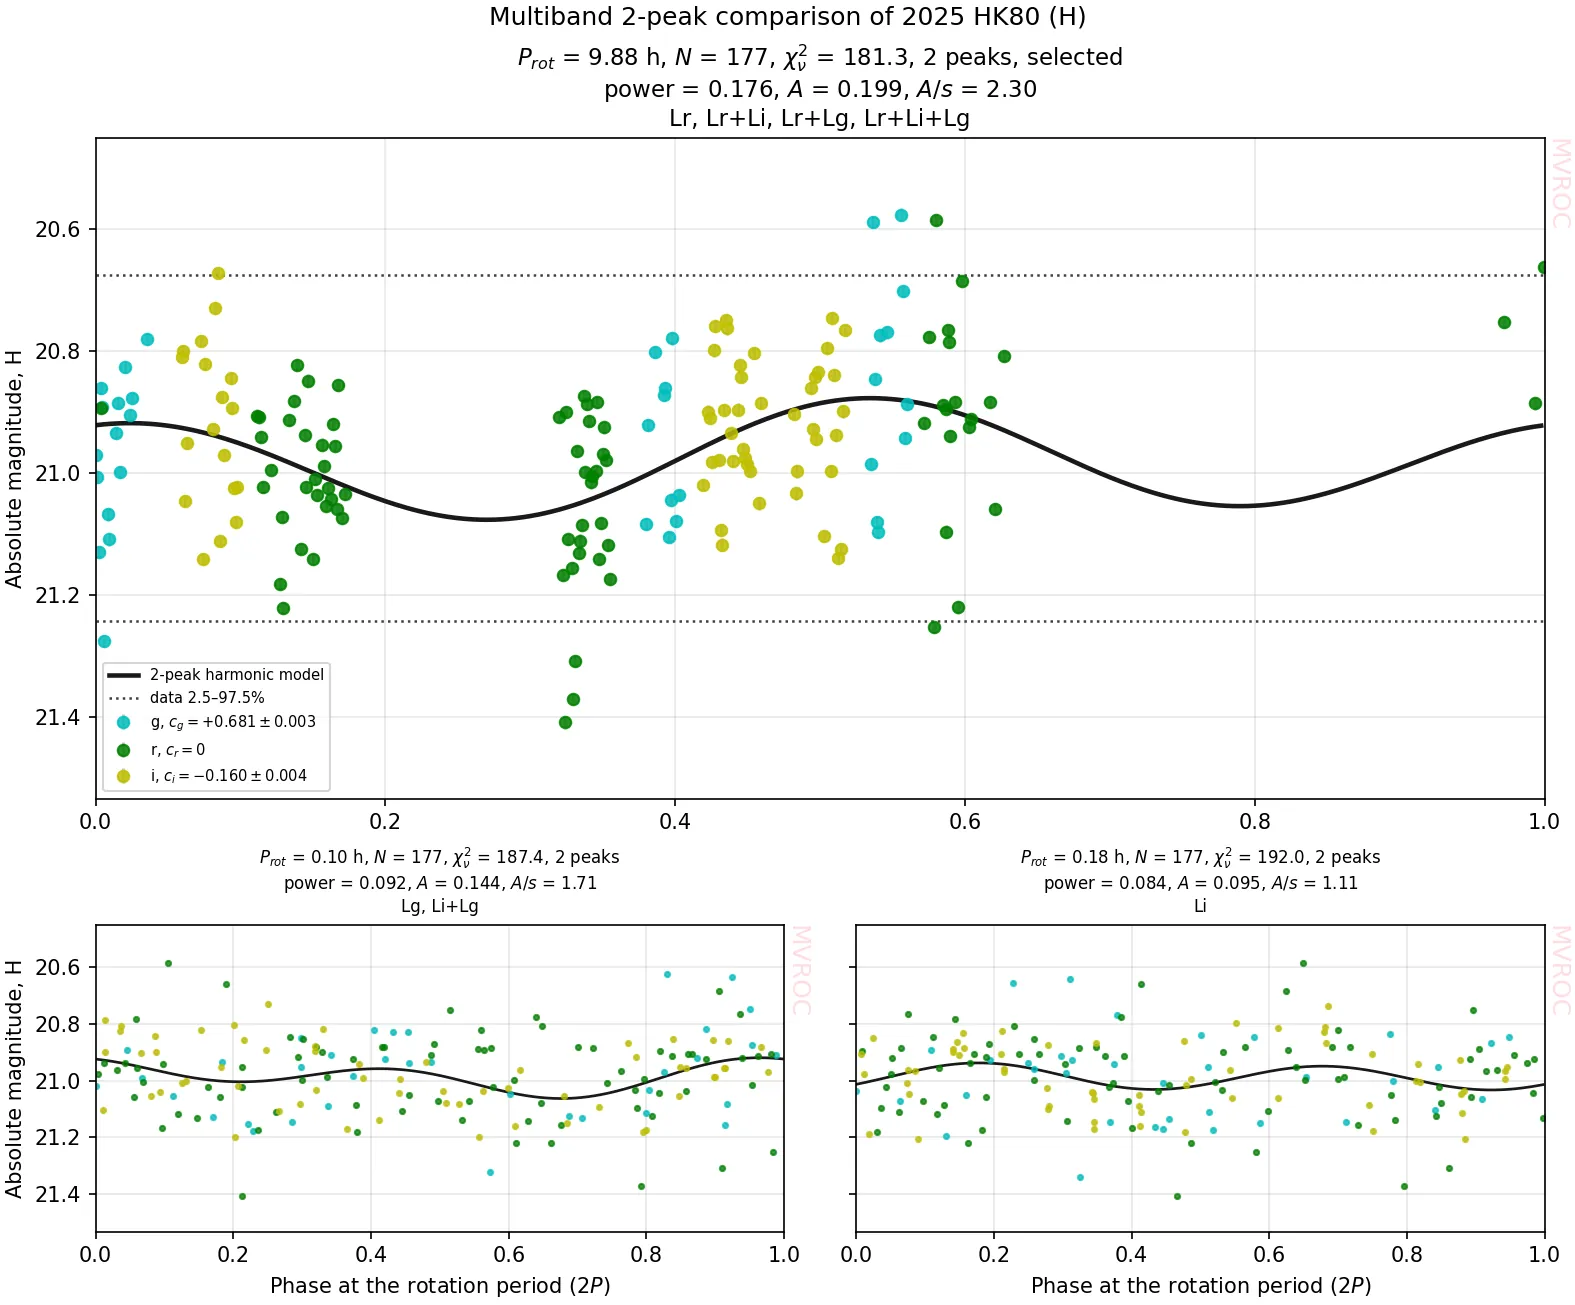 Multiband 2-peak comparison of 2025 HK80 (H)
P_rot = 9.88 h, N = 177, χ²_ν = 181.3, 2 peaks, selected
power = 0.176, A = 0.199, A/s = 2.30
Lr, Lr+Li, Lr+Lg, Lr+Li+Lg
MVROC
Absolute magnitude, H
20.6
20.8
21.0
21.2
21.4
2-peak harmonic model
data 2.5–97.5%
g, c_g = +0.681 ± 0.003
r, c_r = 0
i, c_i = −0.160 ± 0.004
0.0 0.2 0.4 0.6 0.8 1.0
P_rot = 0.10 h, N = 177, χ²_ν = 187.4, 2 peaks
power = 0.092, A = 0.144, A/s = 1.71
Lg, Li+Lg
MVROC
Absolute magnitude, H
20.6
20.8
21.0
21.2
21.4
0.0 0.2 0.4 0.6 0.8 1.0
Phase at the rotation period (2P)
P_rot = 0.18 h, N = 177, χ²_ν = 192.0, 2 peaks
power = 0.084, A = 0.095, A/s = 1.11
Li
MVROC
0.0 0.2 0.4 0.6 0.8 1.0
Phase at the rotation period (2P)